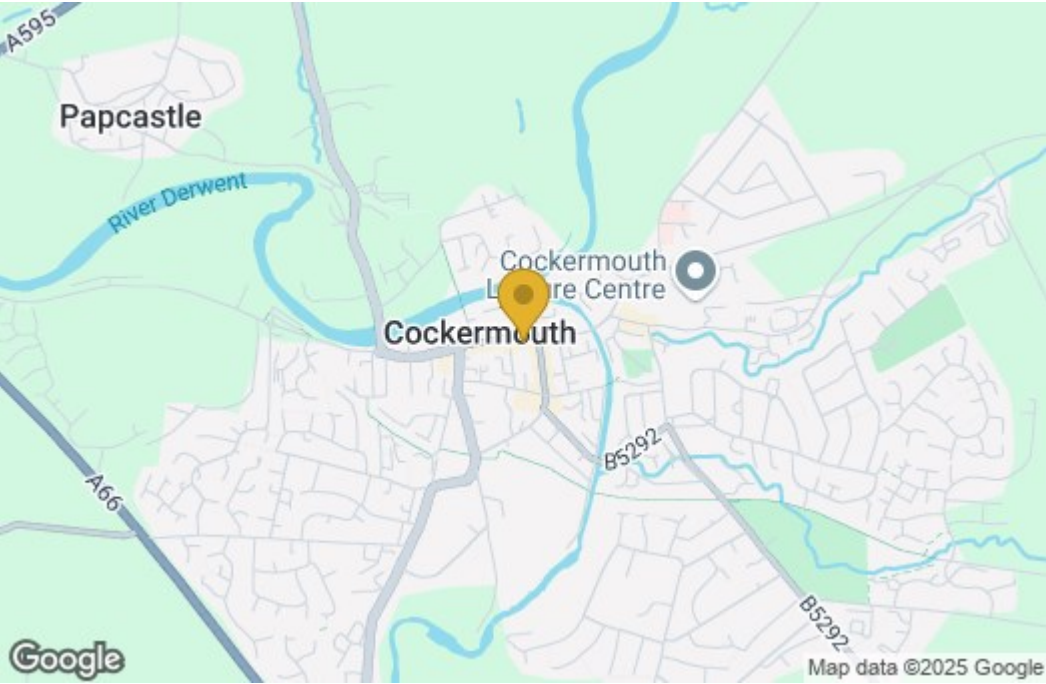 A595
Papcastle
River Derwent
Cockermouth
Leisure Centre
Cockermouth
B5292
A66
B5292
Google
Map data ©2025 Google